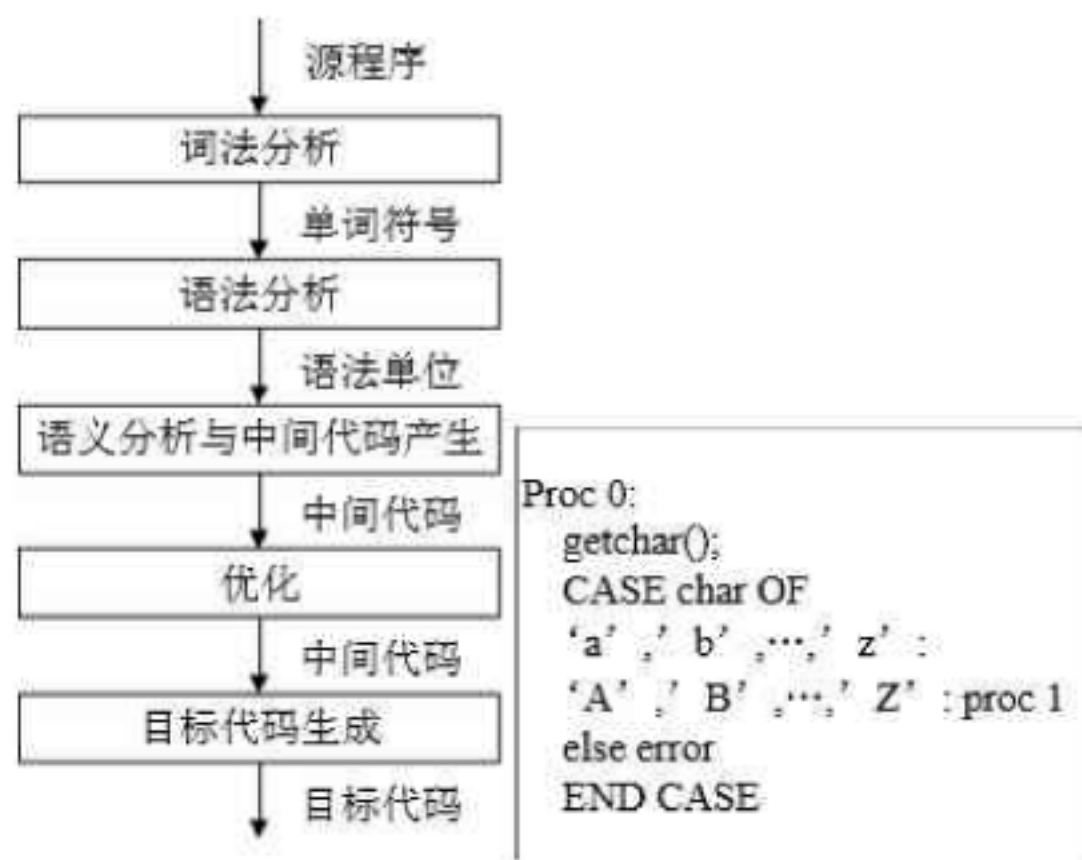 源程序
词法分析
单词符号
语法分析
语法单位
语义分析与中间代码产生
中间代码
优化
中间代码
目标代码生成
目标代码
Proc 0:
getchar();
CASE char OF
‘a’ ,’ b’ ,…,’ z’ :
‘A’ ,’ B’ ,…,’ Z’ : proc 1
else error
END CASE